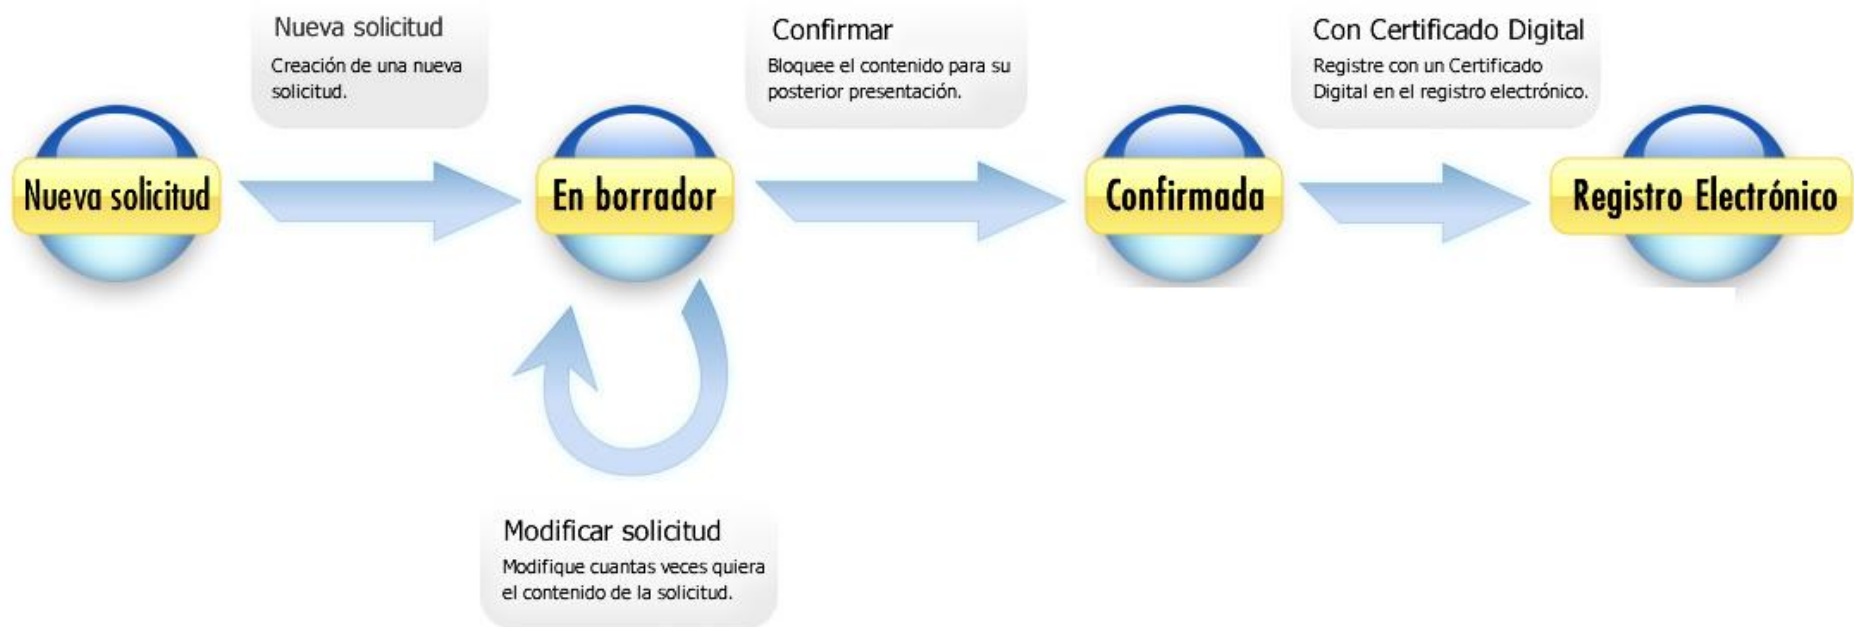 Nueva solicitud
Creación de una nueva
solicitud.
Confirmar
Bloquee el contenido para su
posterior presentación.
Con Certificado Digital
Registre con un Certificado
Digital en el registro electrónico.
Nueva solicitud
En borrador
Confirmada
Registro Electrónico
Modificar solicitud
Modifique cuantas veces quiera
el contenido de la solicitud.